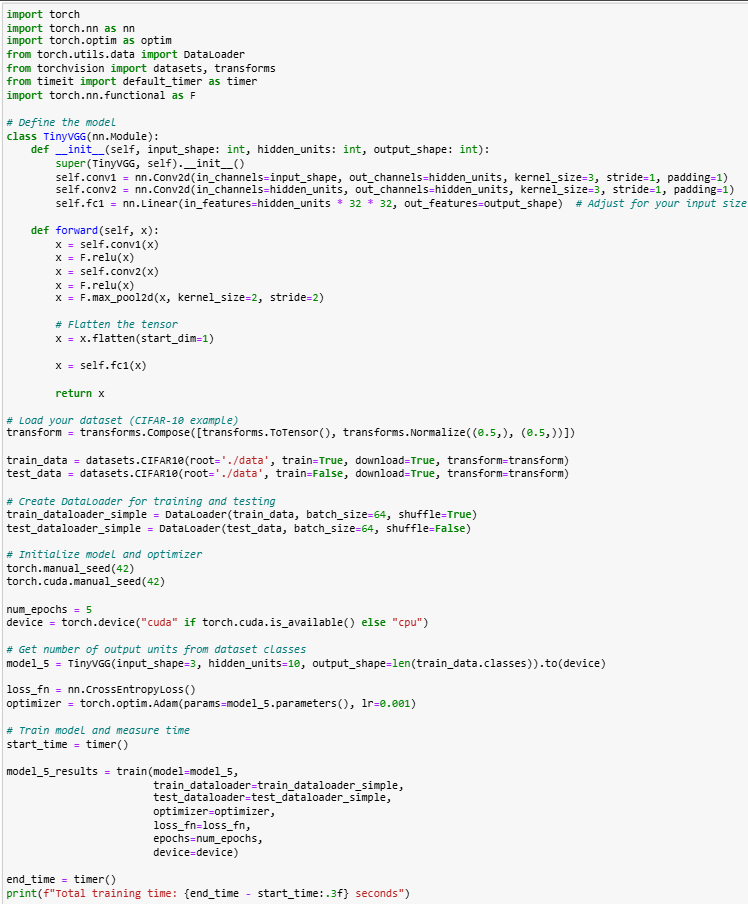 import torch
import torch.nn as nn
import torch.optim as optim
from torch.utils.data import DataLoader
from torchvision import datasets, transforms
from timeit import default_timer as timer
import torch.nn.functional as F

# Define the model
class TinyVGG(nn.Module):
    def __init__(self, input_shape: int, hidden_units: int, output_shape: int):
        super(TinyVGG, self).__init__()
        self.conv1 = nn.Conv2d(in_channels=input_shape, out_channels=hidden_units, kernel_size=3, stride=1, padding=1)
        self.conv2 = nn.Conv2d(in_channels=hidden_units, out_channels=hidden_units, kernel_size=3, stride=1, padding=1)
        self.fc1 = nn.Linear(in_features=hidden_units * 32 * 32, out_features=output_shape)  # Adjust for your input size

    def forward(self, x):
        x = self.conv1(x)
        x = F.relu(x)
        x = self.conv2(x)
        x = F.relu(x)
        x = F.max_pool2d(x, kernel_size=2, stride=2)

        # Flatten the tensor
        x = x.flatten(start_dim=1)

        x = self.fc1(x)

        return x

# Load your dataset (CIFAR-10 example)
transform = transforms.Compose([transforms.ToTensor(), transforms.Normalize((0.5,), (0.5,))])

train_data = datasets.CIFAR10(root='./data', train=True, download=True, transform=transform)
test_data = datasets.CIFAR10(root='./data', train=False, download=True, transform=transform)

# Create DataLoader for training and testing
train_dataloader_simple = DataLoader(train_data, batch_size=64, shuffle=True)
test_dataloader_simple = DataLoader(test_data, batch_size=64, shuffle=False)

# Initialize model and optimizer
torch.manual_seed(42)
torch.cuda.manual_seed(42)

num_epochs = 5
device = torch.device("cuda" if torch.cuda.is_available() else "cpu")

# Get number of output units from dataset classes
model_5 = TinyVGG(input_shape=3, hidden_units=10, output_shape=len(train_data.classes)).to(device)

loss_fn = nn.CrossEntropyLoss()
optimizer = torch.optim.Adam(params=model_5.parameters(), lr=0.001)

# Train model and measure time
start_time = timer()

model_5_results = train(model=model_5,
                        train_dataloader=train_dataloader_simple,
                        test_dataloader=test_dataloader_simple,
                        optimizer=optimizer,
                        loss_fn=loss_fn,
                        epochs=num_epochs,
                        device=device)

end_time = timer()
print(f"Total training time: {end_time - start_time:.3f} seconds")